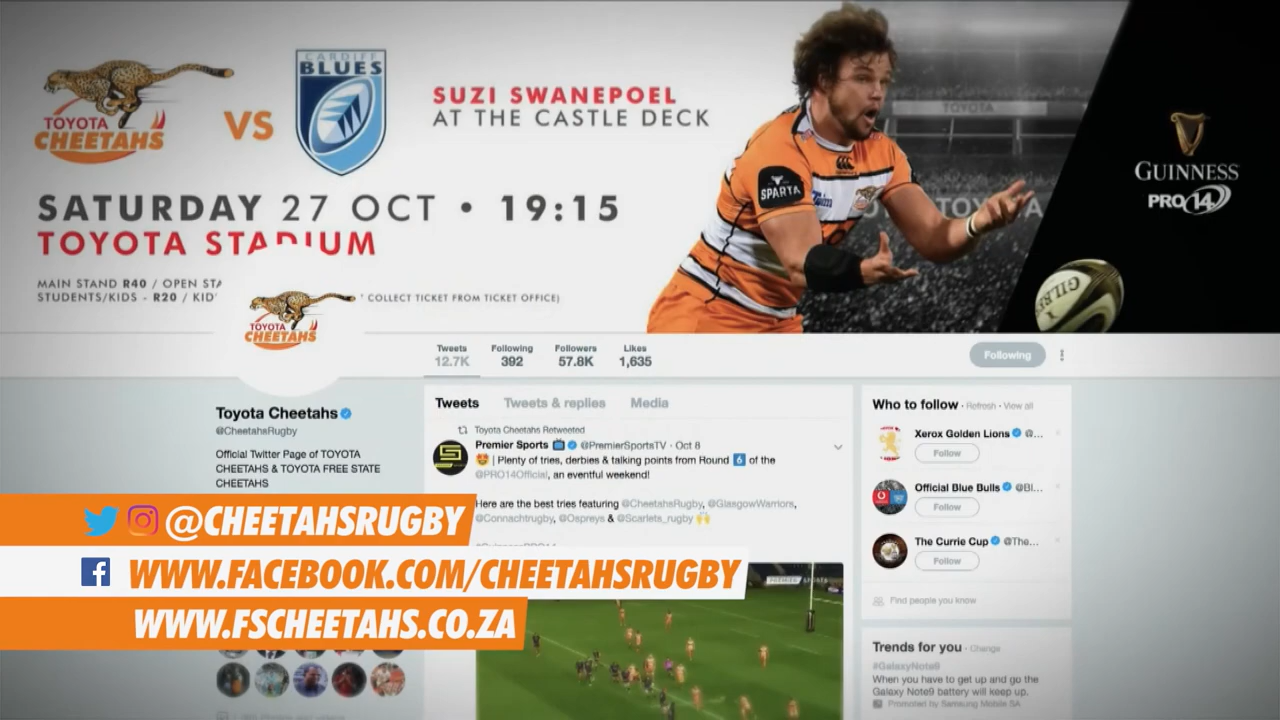 TOYOTA
CHEETAHS
VS
CARDIFF
BLUES
SUZI SWANEPOEL
AT THE CASTLE DECK
SATURDAY 27 OCT • 19:15
TOYOTA STADIUM
MAIN STAND R40 / OPEN STA
STUDENTS/KIDS - R20 / KID'
COLLECT TICKET FROM TICKET OFFICE)
TOYOTA
SPARTA
TOYOTA
GILBE
GUINNESS
PRO14
TOYOTA
CHEETAHS
Tweets Following Followers Likes
12.7K 392 57.8K 1,635
Following
Toyota Cheetahs
@CheetahsRugby
Official Twitter Page of TOYOTA
CHEETAHS & TOYOTA FREE STATE
CHEETAHS
Tweets Tweets & replies Media
Toyota Cheetahs Retweeted
Premier Sports 📺 @PremierSportsTV · Oct 8
😍 | Plenty of tries, derbies & talking points from Round 6 of the
@PRO14Official, an eventful weekend!
Here are the best tries featuring @CheetahsRugby, @GlasgowWarriors,
@Connachtrugby, @Ospreys & @Scarlets_rugby 🙌
PREMIER SPORTS
Who to follow · Refresh · View all
Xerox Golden Lions @...
Follow
Official Blue Bulls @Bl...
Follow
The Currie Cup @The...
Follow
Find people you know
Trends for you · Change
#GalaxyNote9
When you have to get up and go the
Galaxy Note9 battery will keep up.
Promoted by Samsung Mobile SA
@CHEETAHSRUGBY
WWW.FACEBOOK.COM/CHEETAHSRUGBY
WWW.FSCHEETAHS.CO.ZA